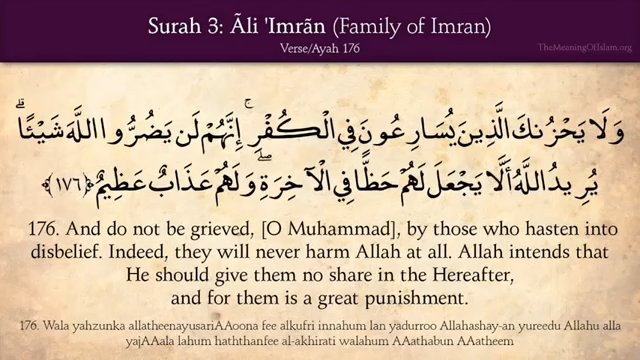 Surah 3: Ãli 'Imrãn (Family of Imran)
Verse/Ayah 176
TheMeaningOfIslam.org
وَلَا يَحْزُنكَ الَّذِينَ يُسَارِعُونَ فِي الْكُفْرِ ۚ إِنَّهُمْ لَن يَضُرُّوا اللَّهَ شَيْئًا ۗ
يُرِيدُ اللَّهُ أَلَّا يَجْعَلَ لَهُمْ حَظًّا فِي الْآخِرَةِ ۖ وَلَهُمْ عَذَابٌ عَظِيمٌ ﴿١٧٦﴾
176. And do not be grieved, [O Muhammad], by those who hasten into
disbelief. Indeed, they will never harm Allah at all. Allah intends that
He should give them no share in the Hereafter,
and for them is a great punishment.
176. Wala yahzunka allatheenayusariAAoona fee alkufri innahum lan yadurroo Allahashay-an yureedu Allahu alla
yajAAala lahum haththanfee al-akhirati walahum AAathabun AAatheem